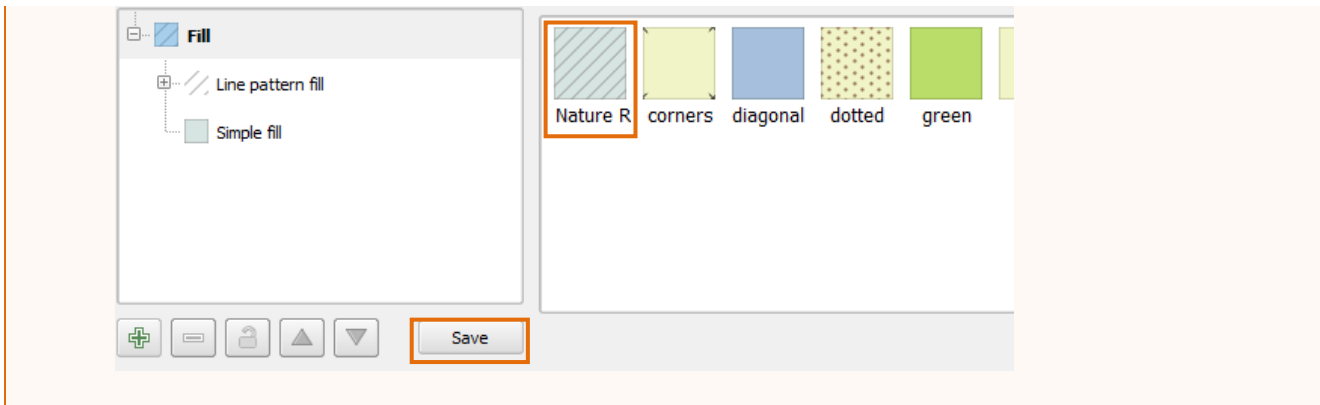 Fill
Line pattern fill
Simple fill
Nature R corners diagonal dotted green
Save